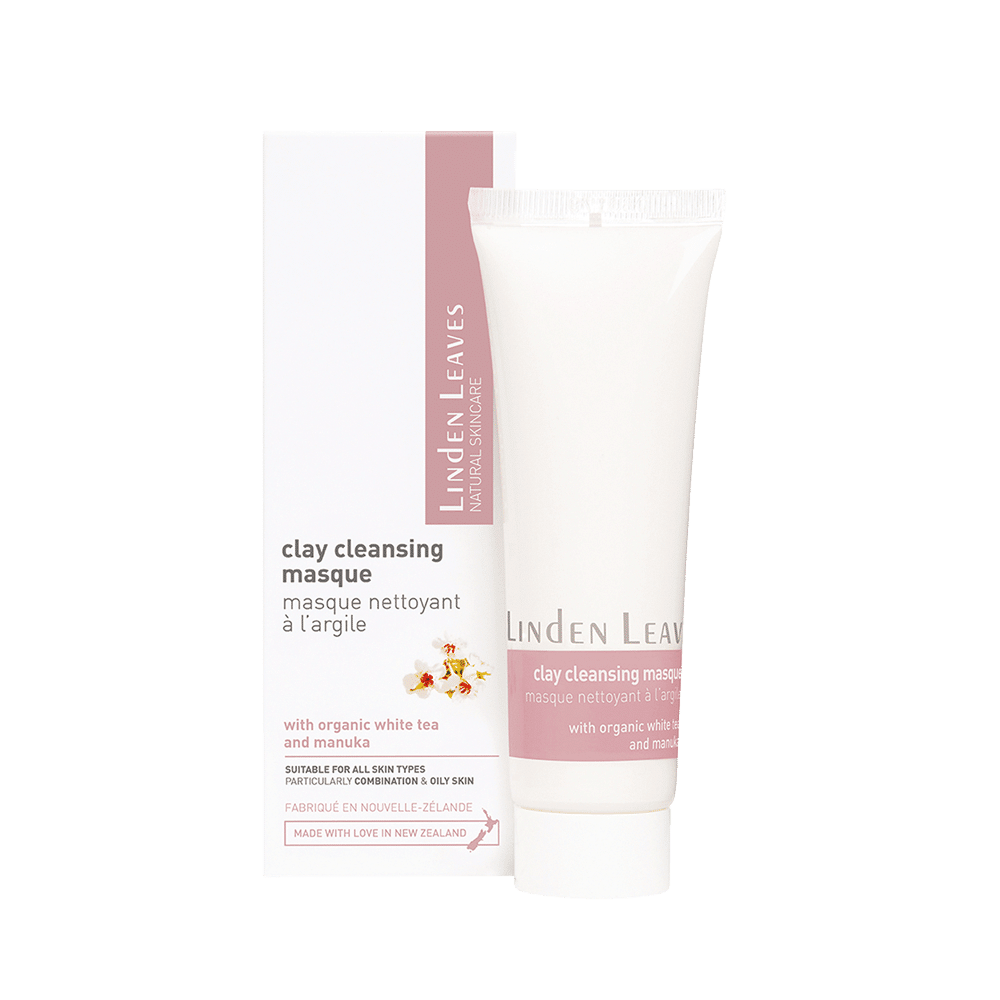 LINDEN LEAVES
NATURAL SKINCARE
clay cleansing
masque
masque nettoyant
à l'argile
with organic white tea
and manuka
SUITABLE FOR ALL SKIN TYPES
PARTICULARLY COMBINATION & OILY SKIN
FABRIQUÉ EN NOUVELLE-ZÉLANDE
MADE WITH LOVE IN NEW ZEALAND
LINDEN LEAV
clay cleansing masque
masque nettoyant à l'argile
with organic white tea
and manuka